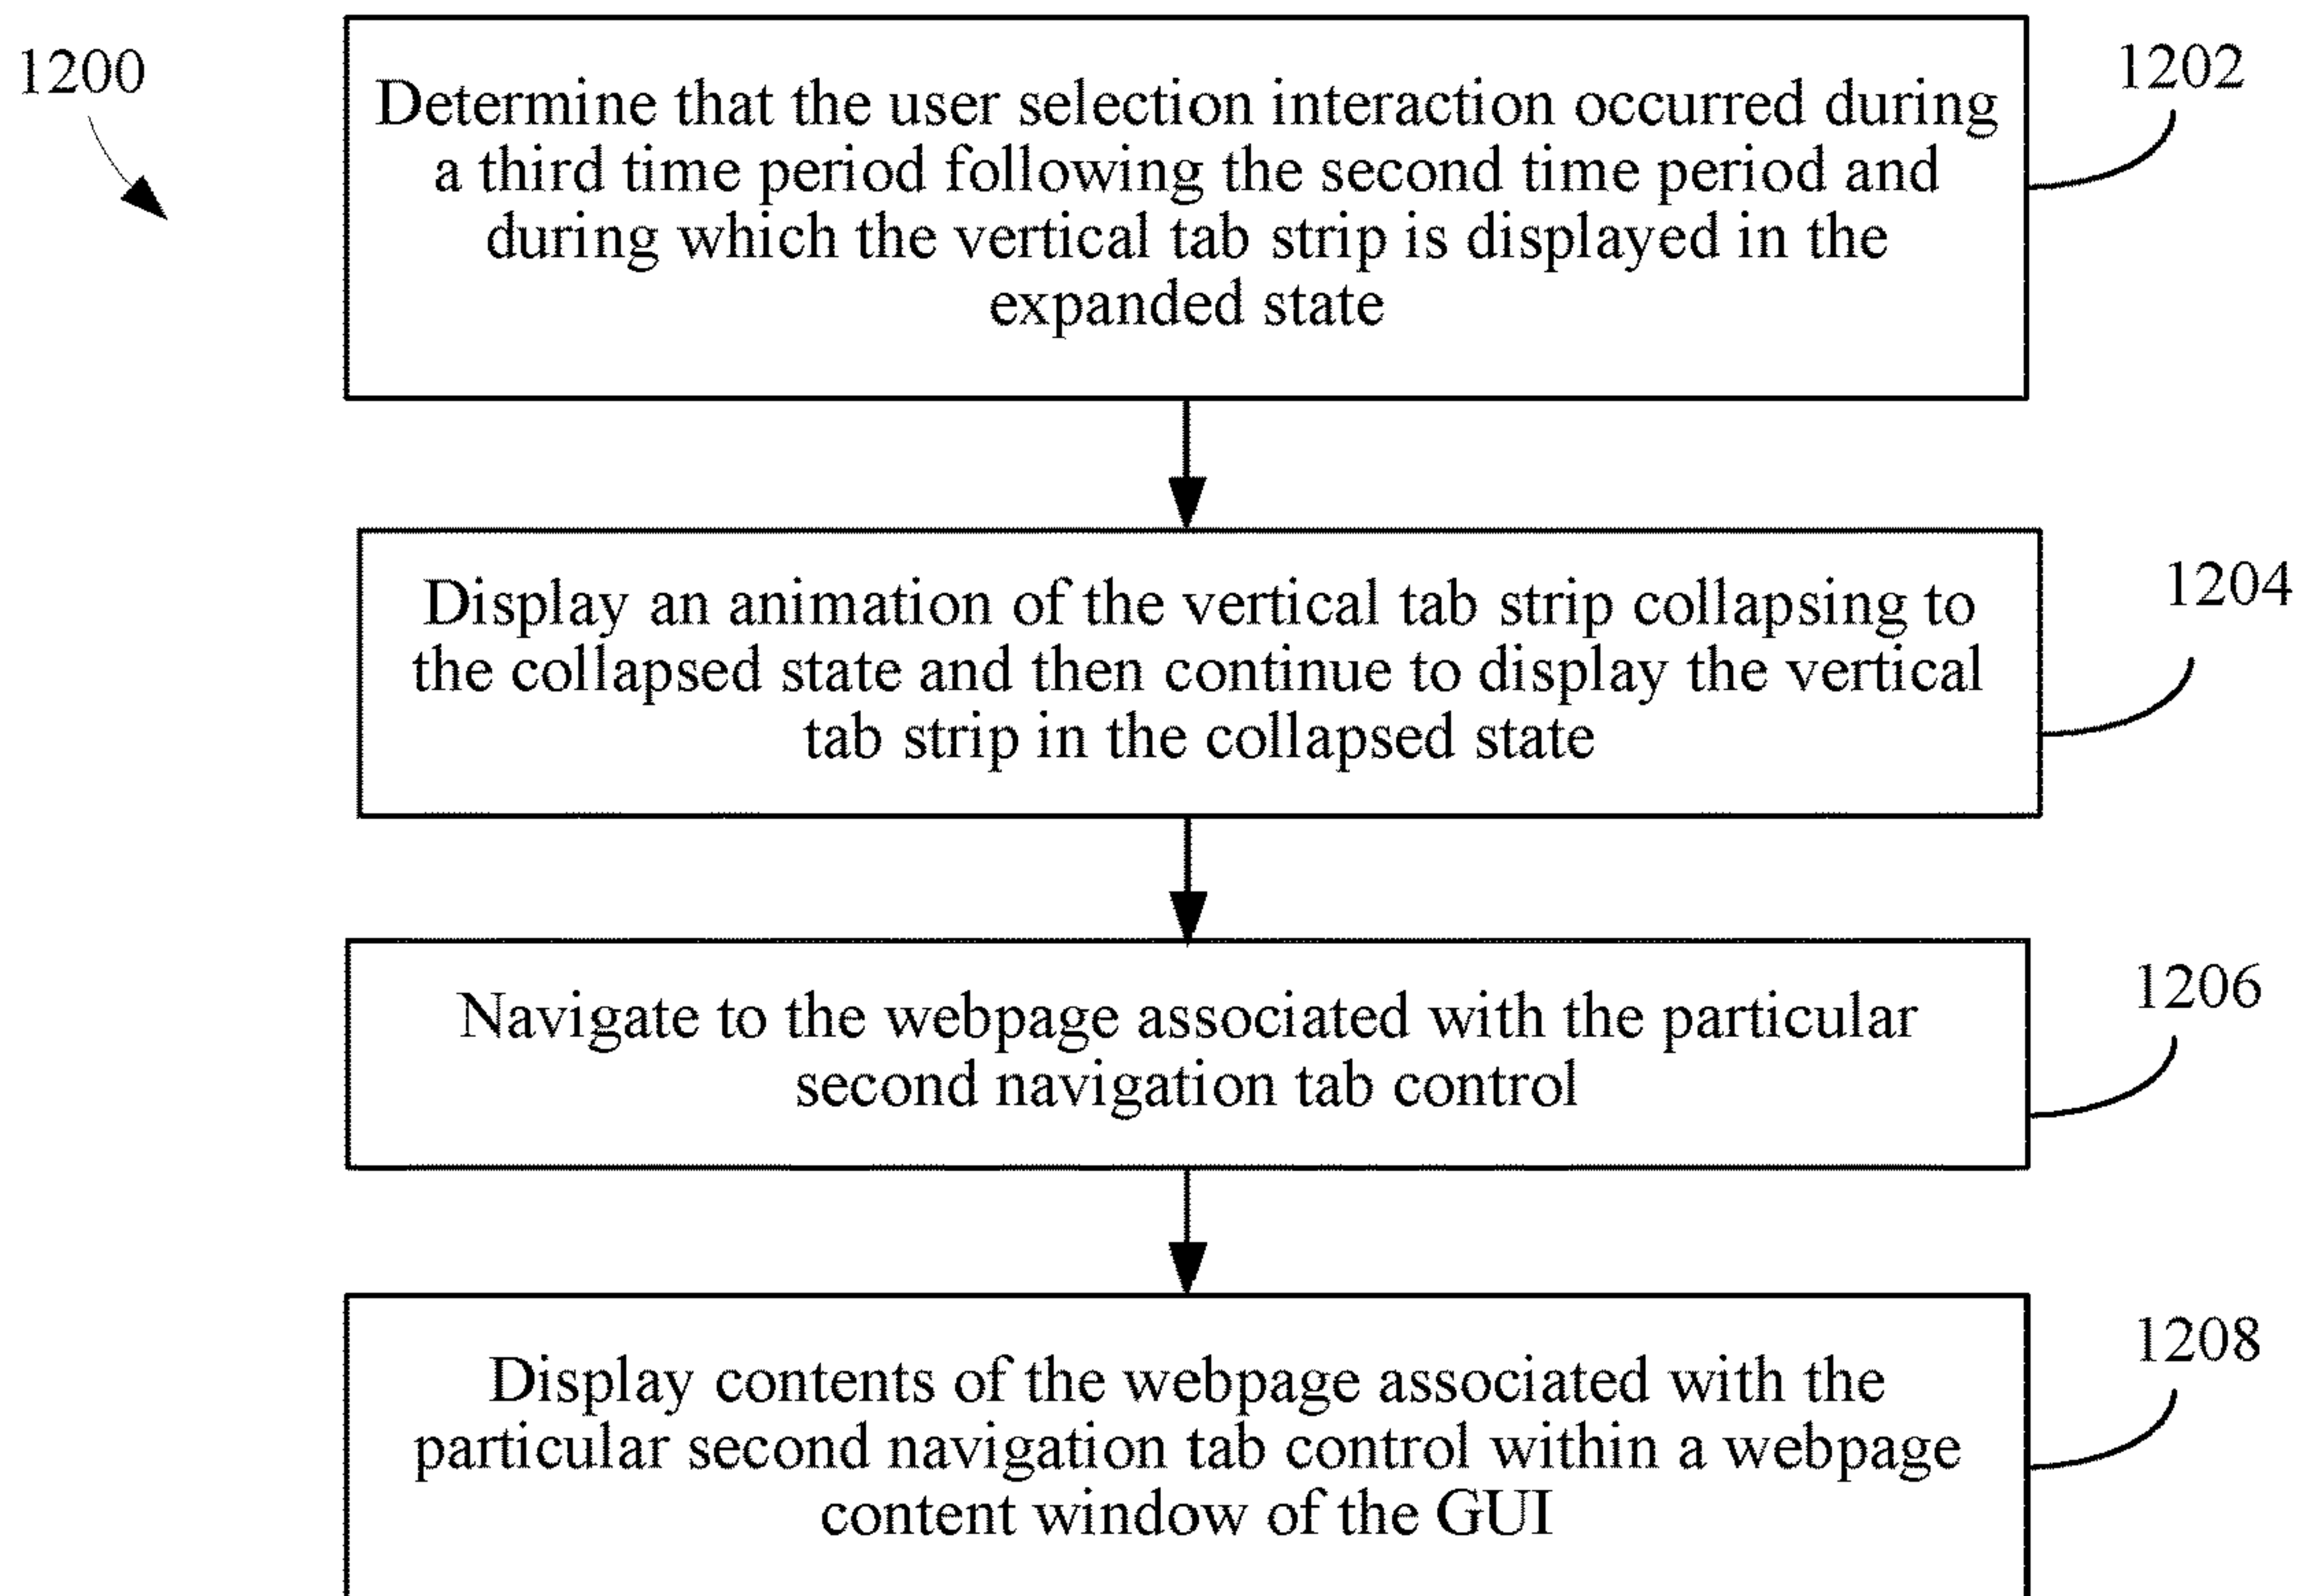 1200
1202
Determine that the user selection interaction occurred during
a third time period following the second time period and
during which the vertical tab strip is displayed in the
expanded state
1204
Display an animation of the vertical tab strip collapsing to
the collapsed state and then continue to display the vertical
tab strip in the collapsed state
1206
Navigate to the webpage associated with the particular
second navigation tab control
1208
Display contents of the webpage associated with the
particular second navigation tab control within a webpage
content window of the GUI